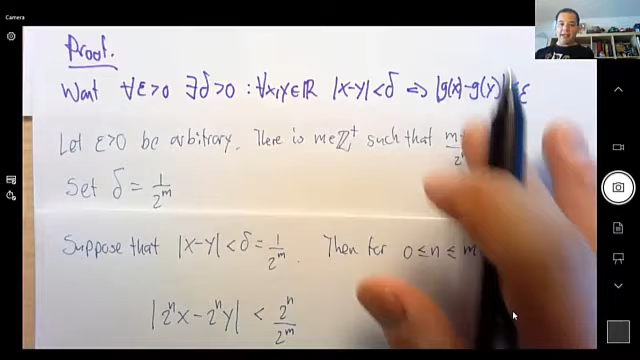 Camera
Proof.
Want ∀ε>0 ∃δ>0 : ∀x,y∈ℝ |x-y|<δ ⇒ |g(x)-g(y)| ε
Let ε>0 be arbitrary. There is m∈ℤ⁺ such that
Set δ = 1/2^m
Suppose that |x-y| < δ = 1/2^m . Then for 0 ≤ n ≤ m
|2^n x - 2^n y| < 2^n/2^m